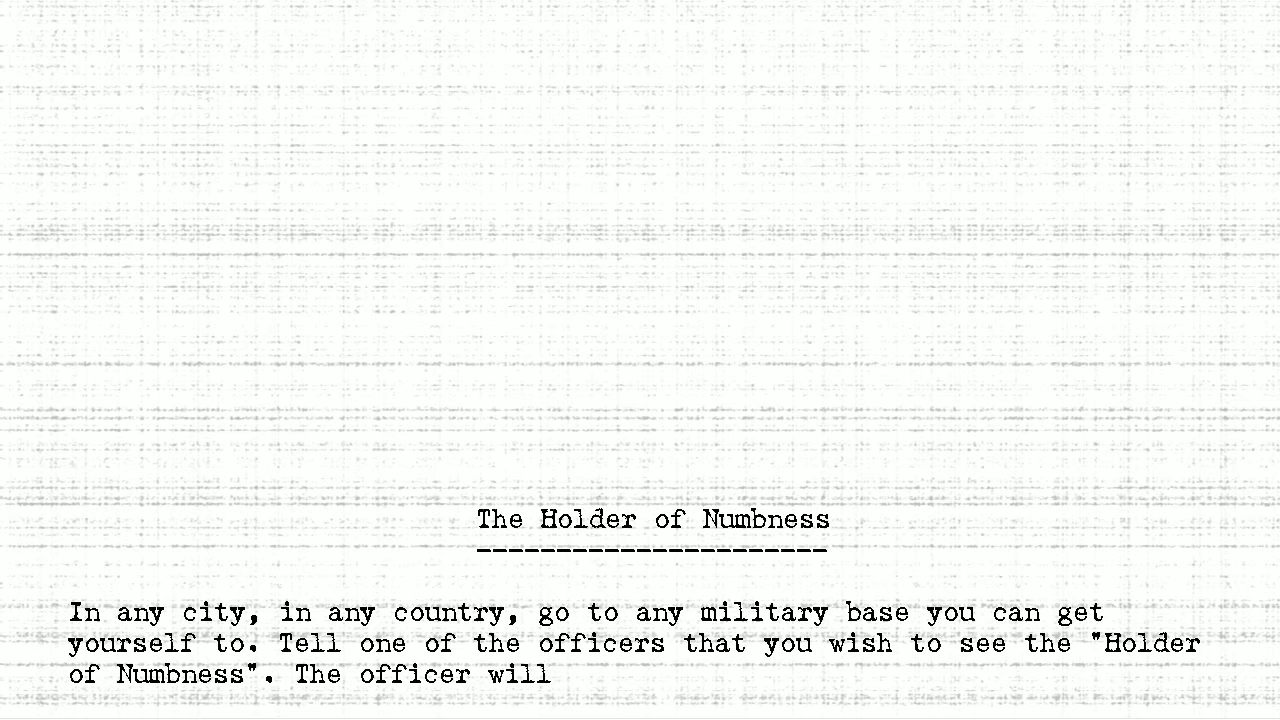 The Holder of Numbness
----------------------
In any city, in any country, go to any military base you can get
yourself to. Tell one of the officers that you wish to see the "Holder
of Numbness". The officer will